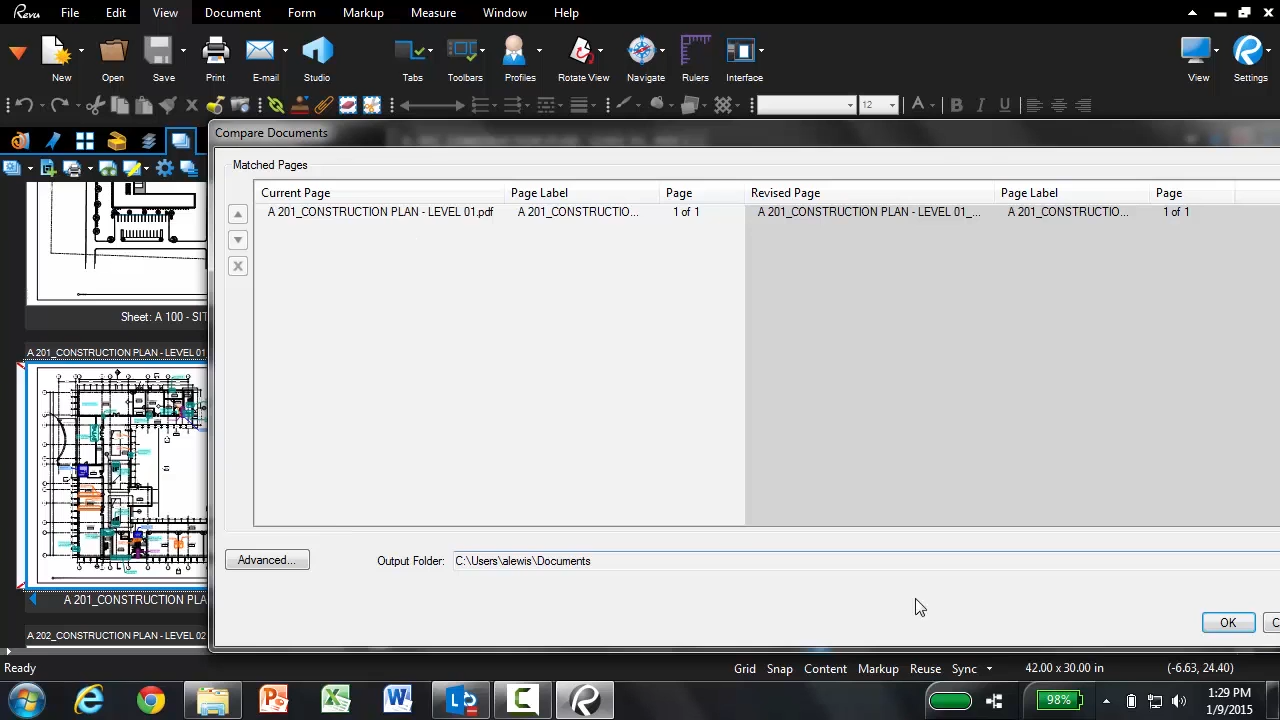 Revu File Edit View Document Form Markup Measure Window Help
New Open Save Print E-mail Studio Tabs Toolbars Profiles Rotate View Navigate Rulers Interface View Settings
12 A B I U
Compare Documents
Matched Pages
Current Page Page Label Page Revised Page Page Label Page
A 201_CONSTRUCTION PLAN - LEVEL 01.pdf A 201_CONSTRUCTIO... 1 of 1 A 201_CONSTRUCTION PLAN - LEVEL 01_... A 201_CONSTRUCTIO... 1 of 1
Sheet: A 100 - SIT
A 201_CONSTRUCTION PLAN - LEVEL 01
Advanced... Output Folder: C:\Users\alewis\Documents
A 201_CONSTRUCTION PLA
OK C
A 202_CONSTRUCTION PLAN - LEVEL 02
Ready Grid Snap Content Markup Reuse Sync 42.00 x 30.00 in (-6.63, 24.40)
98% 1:29 PM
1/9/2015